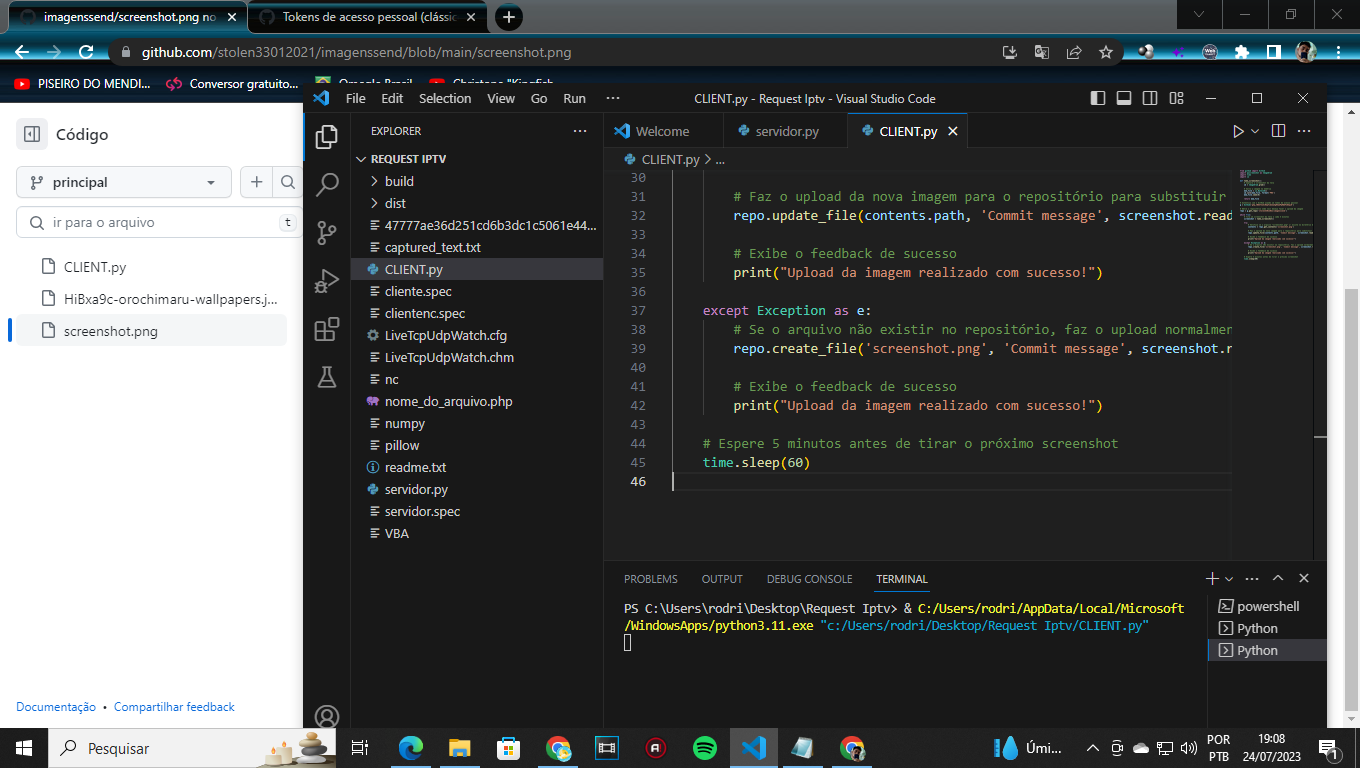 imagenssend/screenshot.png no
Tokens de acesso pessoal (clássic
github.com/stolen33012021/imagenssend/blob/main/screenshot.png
PISEIRO DO MENDI...
Conversor gratuito...
Omegle Brasil
File Edit Selection View Go Run ...
CLIENT.py - Request Iptv - Visual Studio Code
Código
principal
ir para o arquivo
t
CLIENT.py
HiBxa9c-orochimaru-wallpapers.j...
screenshot.png
Documentação • Compartilhar feedback
EXPLORER
REQUEST IPTV
build
dist
47777ae36d251cd6b3dc1c5061e44...
captured_text.txt
CLIENT.py
cliente.spec
clientenc.spec
LiveTcpUdpWatch.cfg
LiveTcpUdpWatch.chm
nc
nome_do_arquivo.php
numpy
pillow
readme.txt
servidor.py
servidor.spec
VBA
Welcome
servidor.py
CLIENT.py
CLIENT.py > ...
30
31 # Faz o upload da nova imagem para o repositório para substituir
32 repo.update_file(contents.path, 'Commit message', screenshot.read
33
34 # Exibe o feedback de sucesso
35 print("Upload da imagem realizado com sucesso!")
36
37 except Exception as e:
38 # Se o arquivo não existir no repositório, faz o upload normalmen
39 repo.create_file('screenshot.png', 'Commit message', screenshot.r
40
41 # Exibe o feedback de sucesso
42 print("Upload da imagem realizado com sucesso!")
43
44 # Espere 5 minutos antes de tirar o próximo screenshot
45 time.sleep(60)
46
PROBLEMS OUTPUT DEBUG CONSOLE TERMINAL
PS C:\Users\rodri\Desktop\Request Iptv> & C:/Users/rodri/AppData/Local/Microsoft
/WindowsApps/python3.11.exe "c:/Users/rodri/Desktop/Request Iptv/CLIENT.py"
powershell
Python
Python
Pesquisar
Úmi...
POR
PTB
19:08
24/07/2023
1